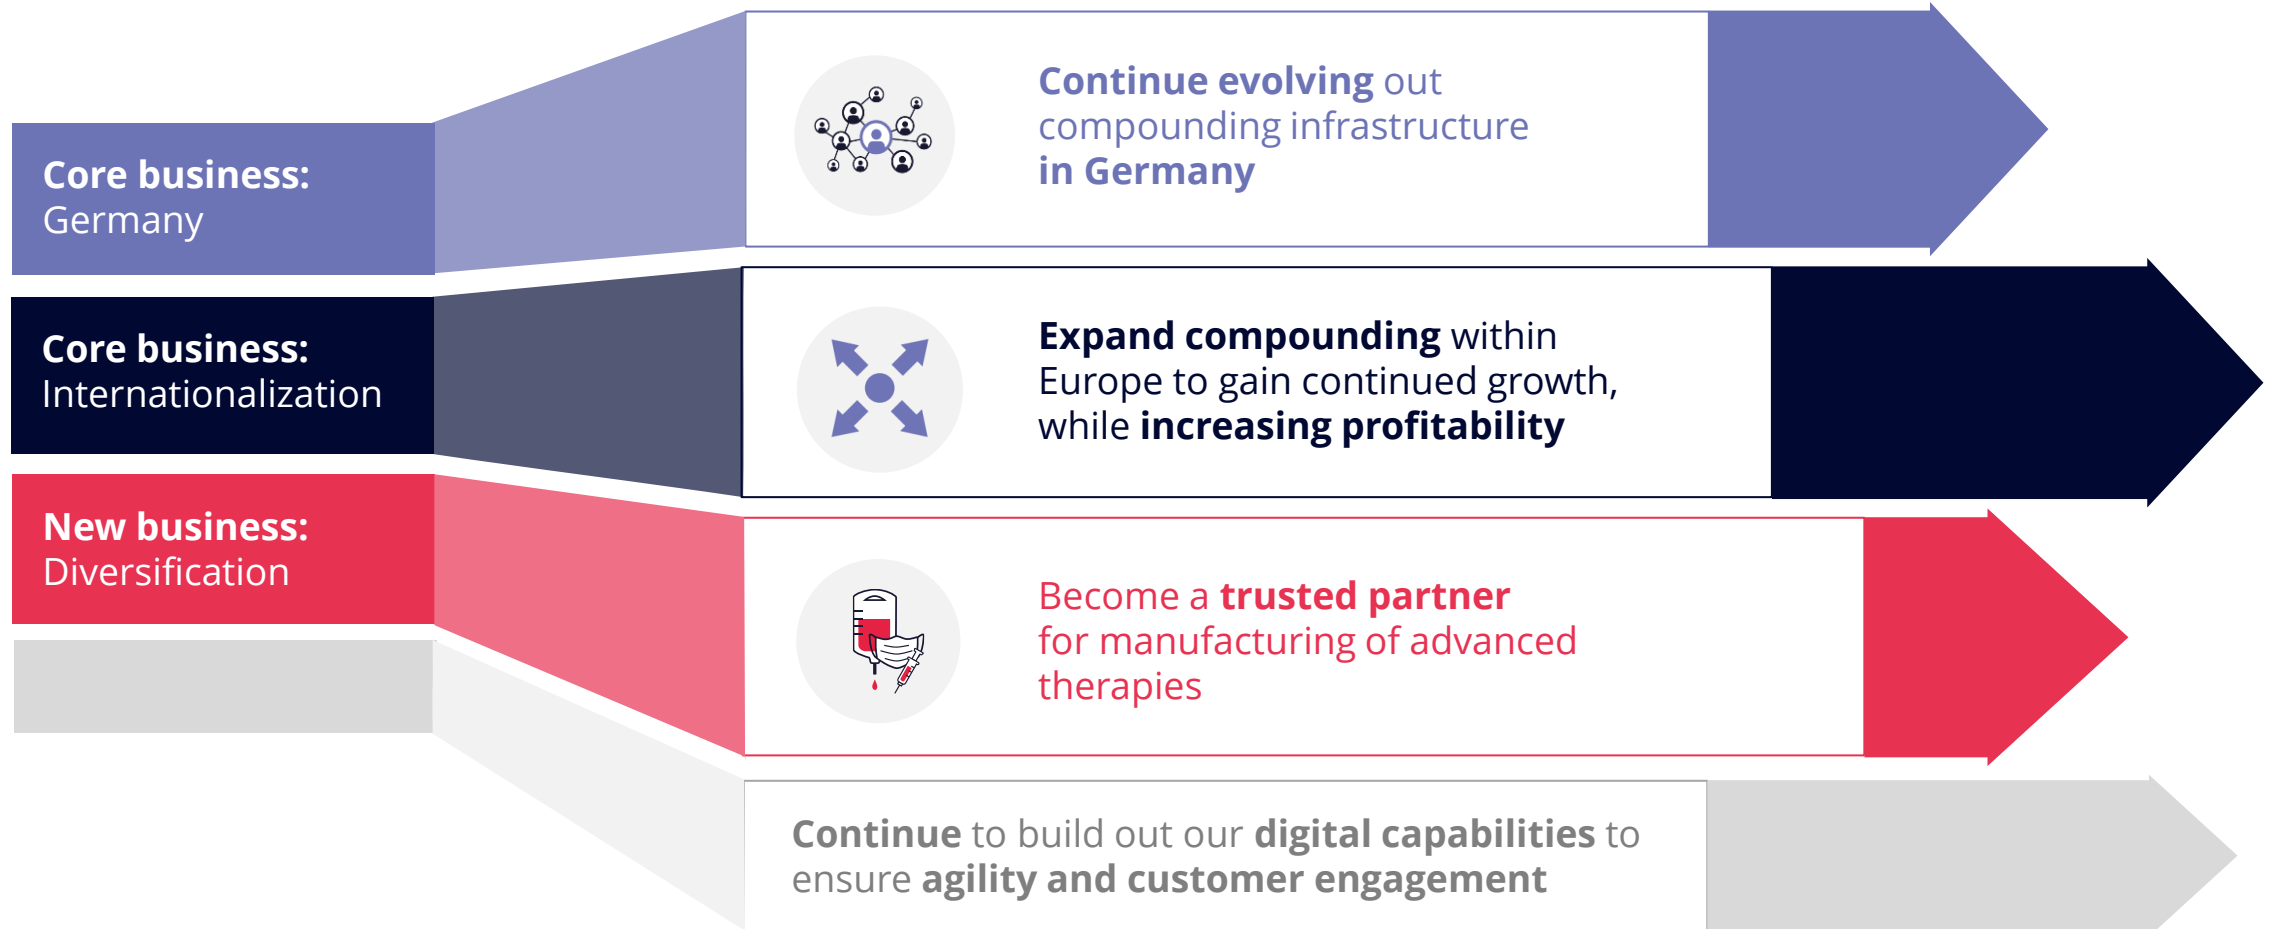 Core business:
Germany
Continue evolving out
compounding infrastructure
in Germany
Core business:
Internationalization
Expand compounding within
Europe to gain continued growth,
while increasing profitability
New business:
Diversification
Become a trusted partner
for manufacturing of advanced
therapies
Continue to build out our digital capabilities to
ensure agility and customer engagement